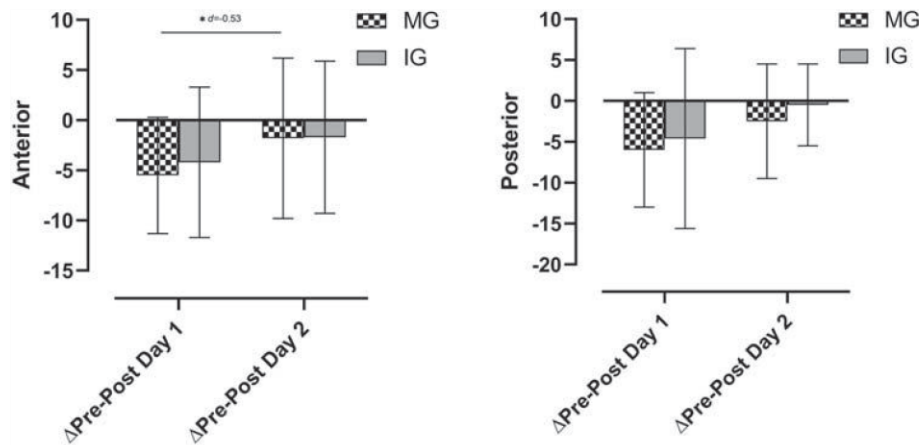 * d=-0.53
MG
IG
Anterior
10
5
0
-5
-10
-15
ΔPre-Post Day 1
ΔPre-Post Day 2
MG
IG
Posterior
10
5
0
-5
-10
-15
-20
ΔPre-Post Day 1
ΔPre-Post Day 2